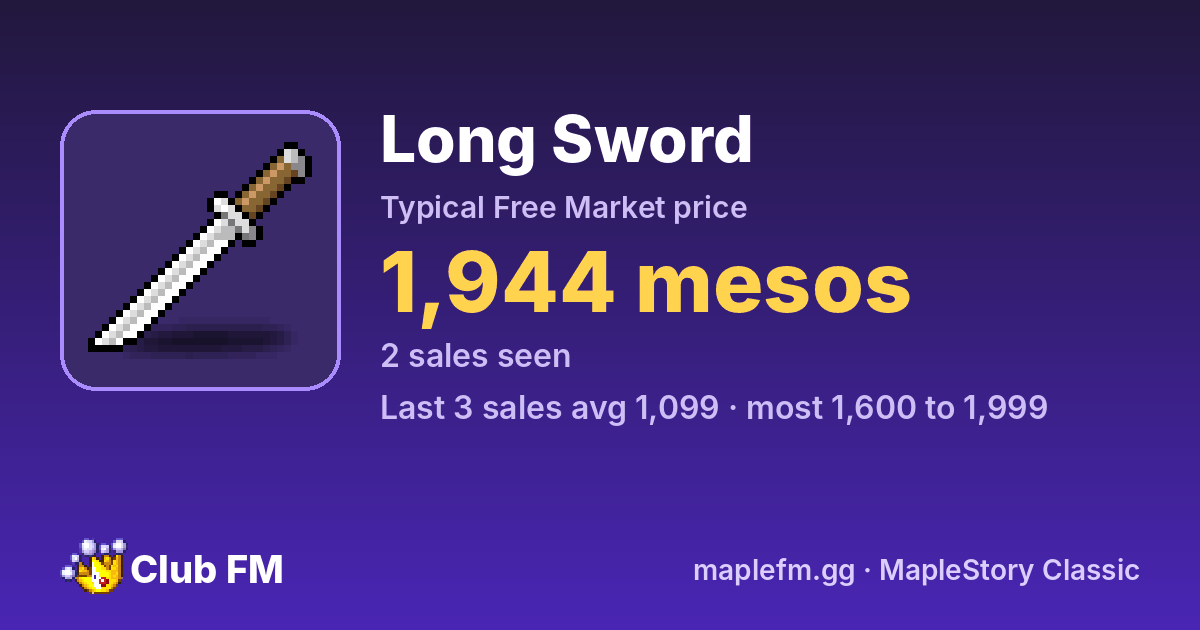 Long Sword
Typical Free Market price
1,944 mesos
2 sales seen
Last 3 sales avg 1,099 · most 1,600 to 1,999
Club FM
maplefm.gg · MapleStory Classic